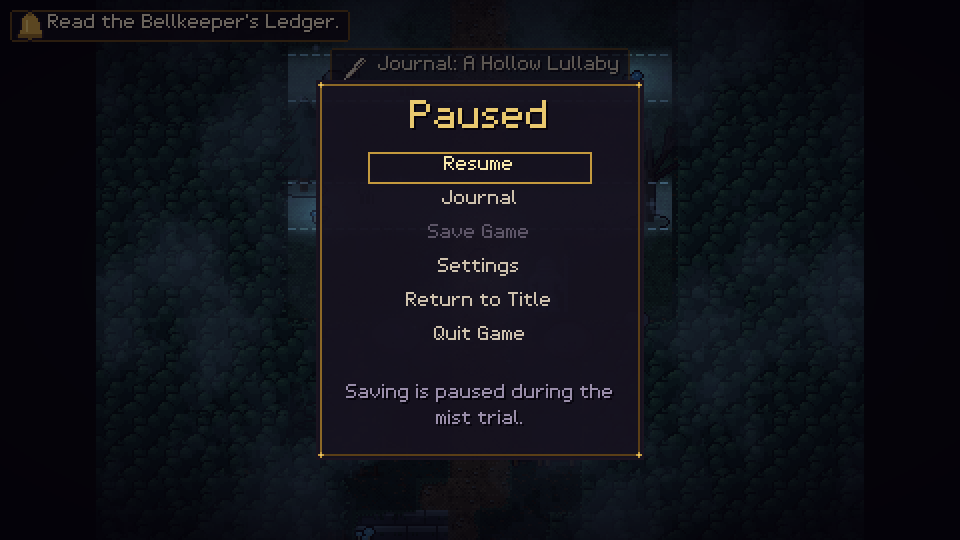 Read the Bellkeeper's Ledger.
Journal: A Hollow Lullaby
Paused
Resume
Journal
Save Game
Settings
Return to Title
Quit Game
Saving is paused during the
mist trial.